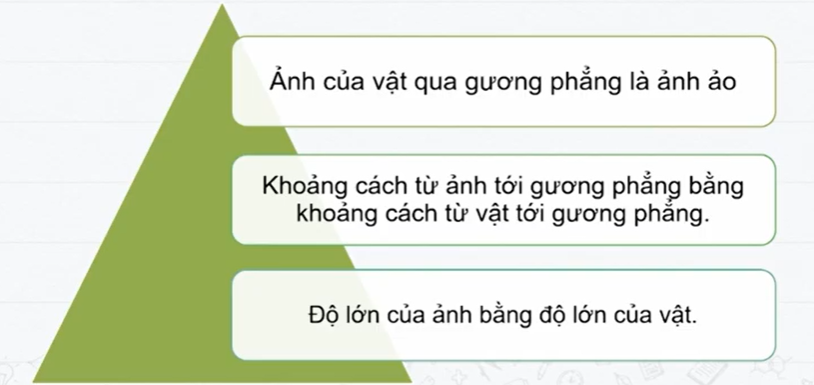 Ảnh của vật qua gương phẳng là ảnh ảo
Khoảng cách từ ảnh tới gương phẳng bằng
khoảng cách từ vật tới gương phẳng.
Độ lớn của ảnh bằng độ lớn của vật.